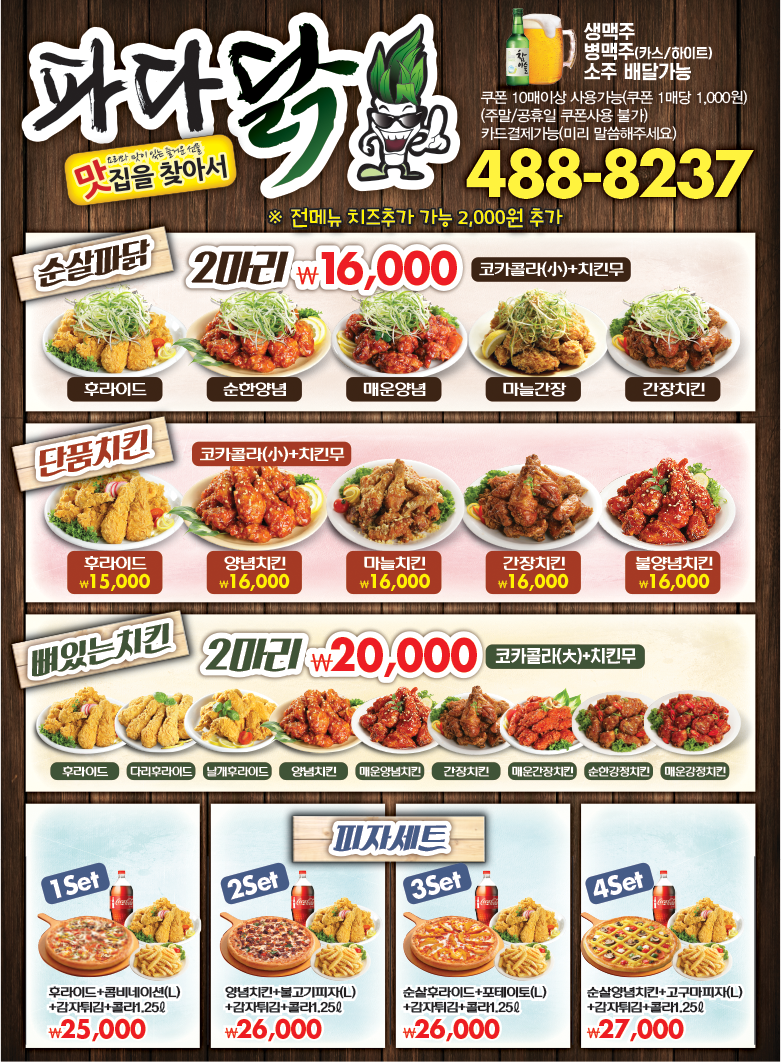 파다닭
요리와 맛이 있는 즐거운 선물
맛집을 찾아서
참이슬
생맥주
병맥주(카스/하이트)
소주 배달가능
쿠폰 10매이상 사용가능(쿠폰 1매당 1,000원)
(주말/공휴일 쿠폰사용 불가)
카드결제가능(미리 말씀해주세요)
488-8237
※ 전메뉴 치즈추가 가능 2,000원 추가
순살파닭
2마리 ₩16,000 코카콜라(小)+치킨무
후라이드 순한양념 매운양념 마늘간장 간장치킨
단품치킨
코카콜라(小)+치킨무
후라이드 양념치킨 마늘치킨 간장치킨 불양념치킨
₩15,000 ₩16,000 ₩16,000 ₩16,000 ₩16,000
뼈있는치킨
2마리 ₩20,000 코카콜라(大)+치킨무
후라이드 다리후라이드 날개후라이드 양념치킨 매운양념치킨 간장치킨 매운간장치킨 순한강정치킨 매운강정치킨
피자세트
1Set
후라이드+콤비네이션(L)
+감자튀김+콜라1.25ℓ
₩25,000
2Set
양념치킨+불고기피자(L)
+감자튀김+콜라1.25ℓ
₩26,000
3Set
순살후라이드+포테이토(L)
+감자튀김+콜라1.25ℓ
₩26,000
4Set
순살양념치킨+고구마피자(L)
+감자튀김+콜라1.25ℓ
₩27,000